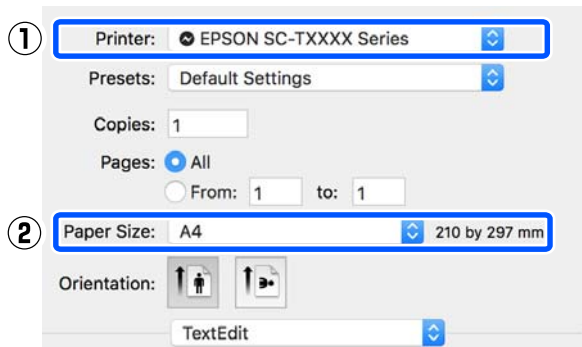 ① Printer: EPSON SC-TXXXX Series
Presets: Default Settings
Copies: 1
Pages: All
From: 1 to: 1
② Paper Size: A4 210 by 297 mm
Orientation:
TextEdit